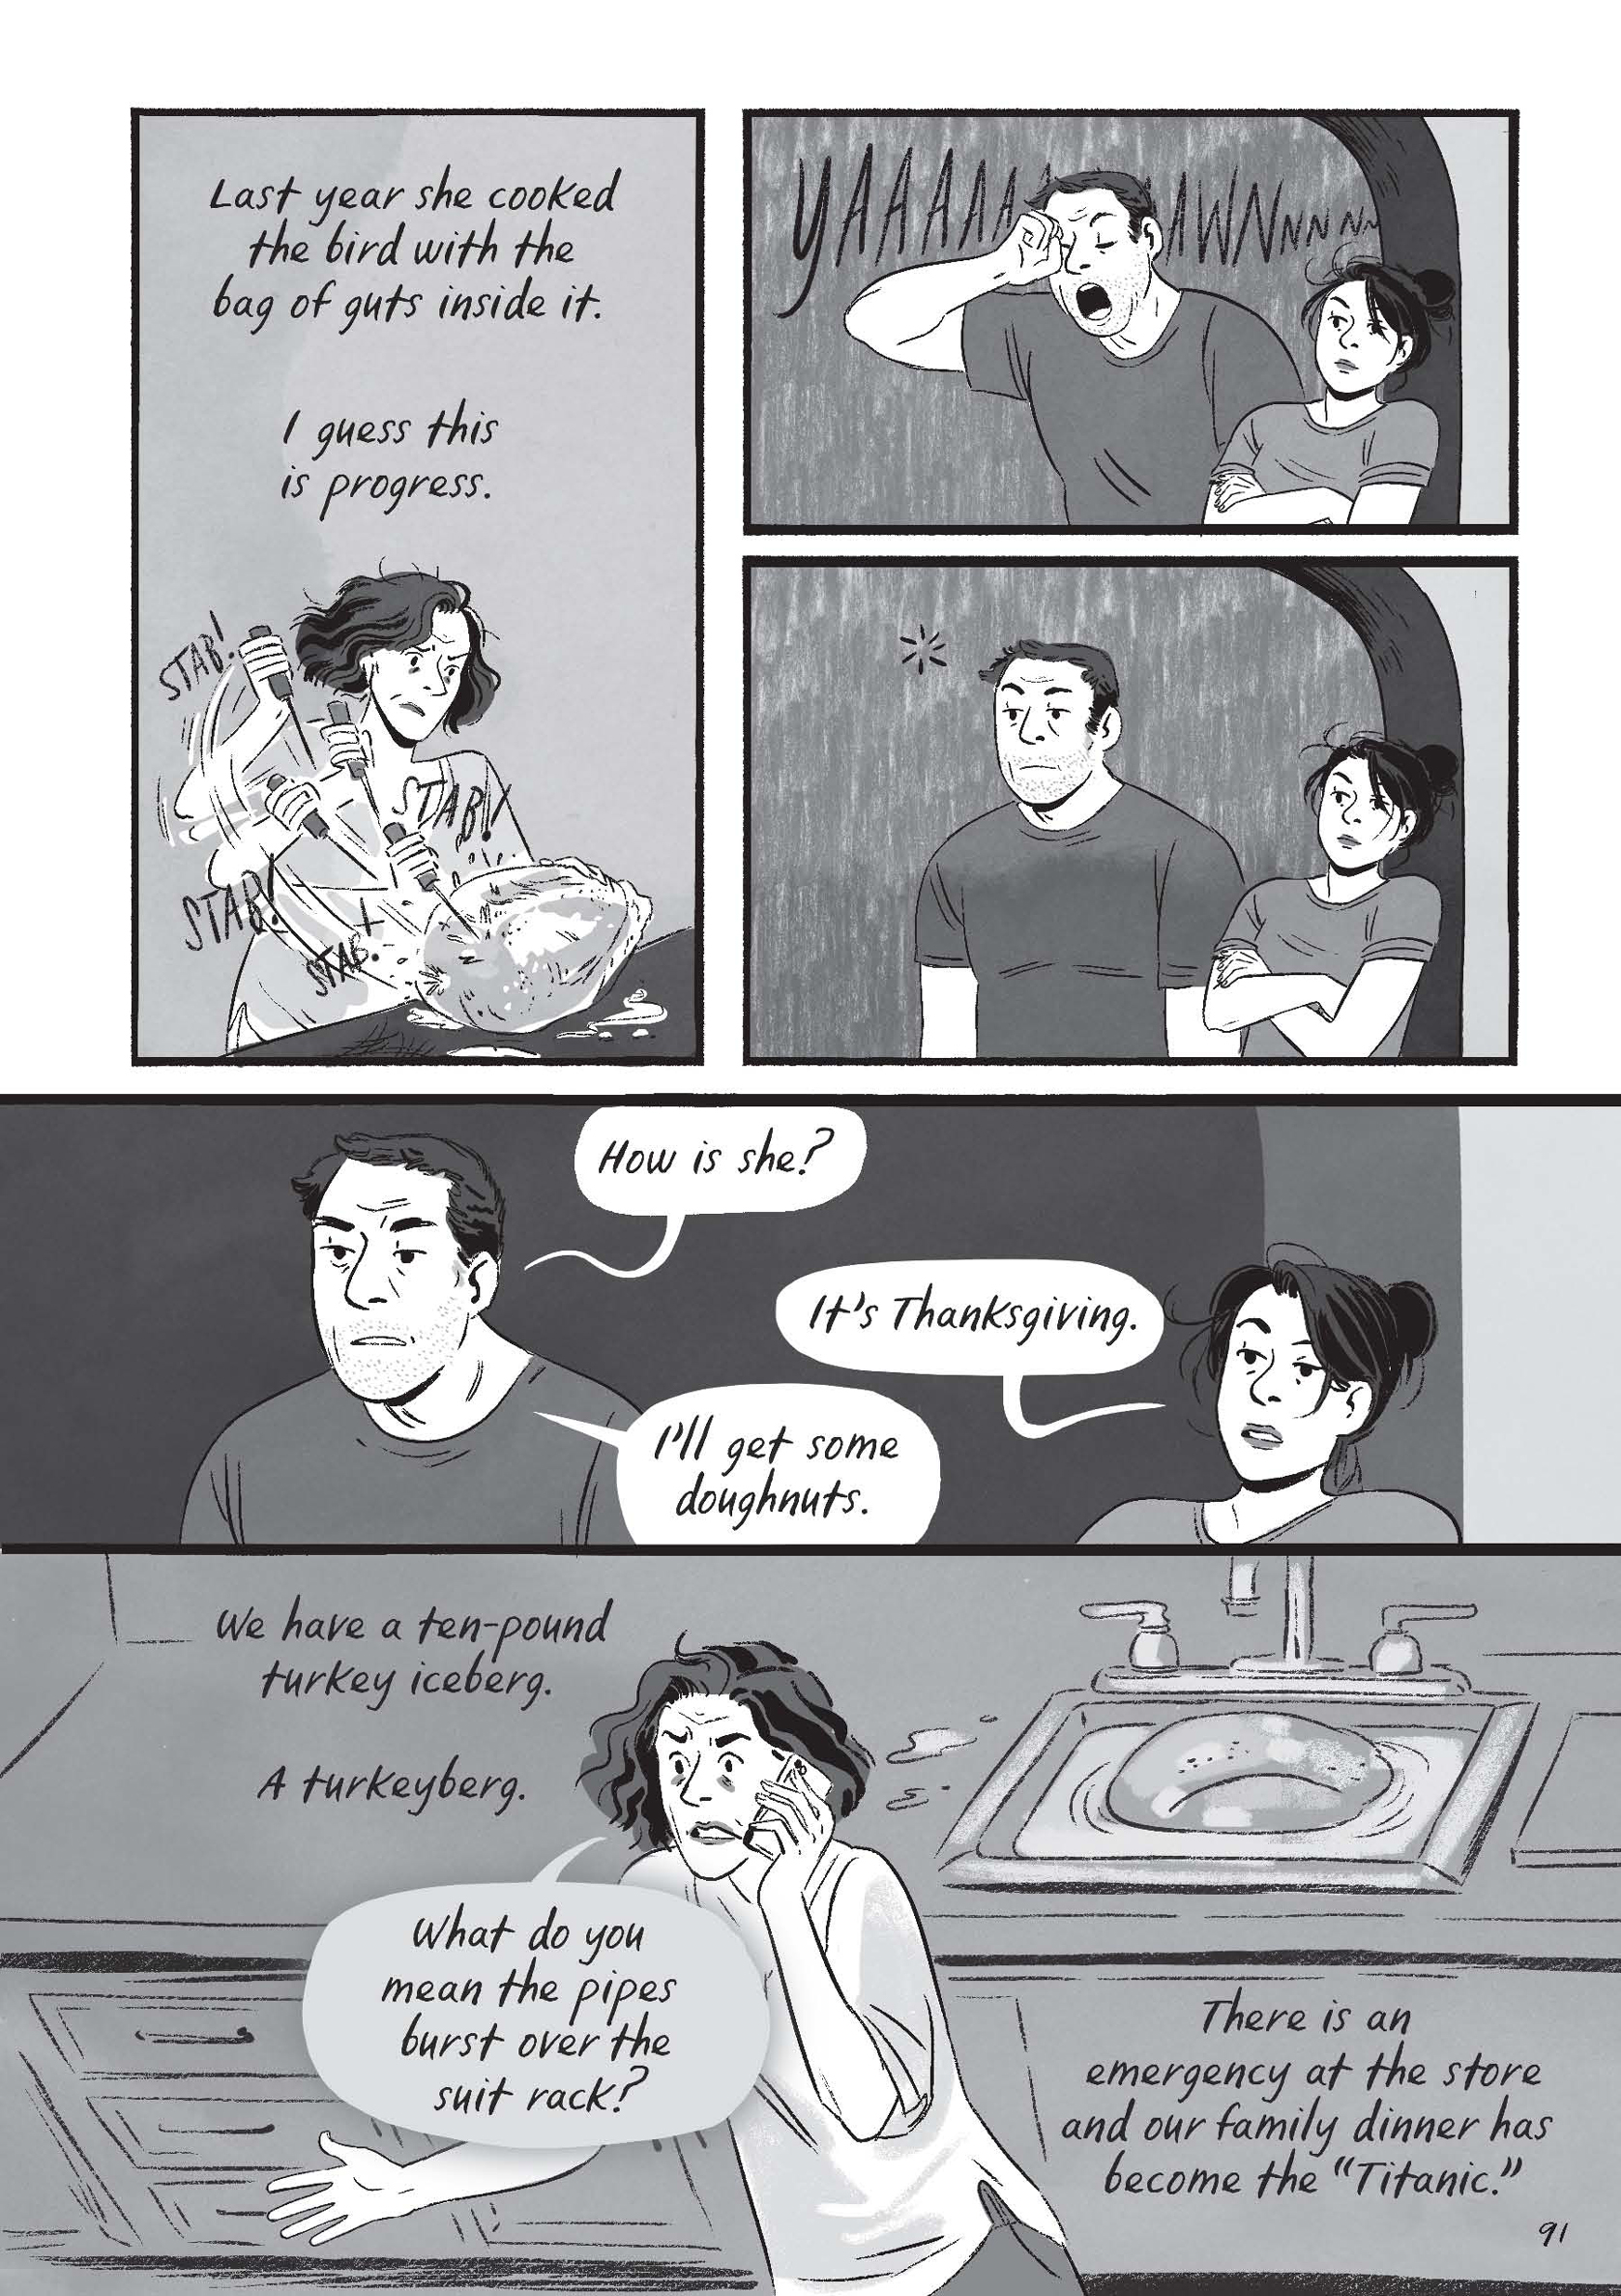 Last year she cooked
the bird with the
bag of guts inside it.
I guess this
is progress.
STAB!
STAB!
STAB!
STAB.
YAAAAAAAWNNNNNN
How is she?
It's Thanksgiving.
I'll get some
doughnuts.
We have a ten-pound
turkey iceberg.
A turkeyberg.
What do you
mean the pipes
burst over the
suit rack?
There is an
emergency at the store
and our family dinner has
become the "Titanic."
91